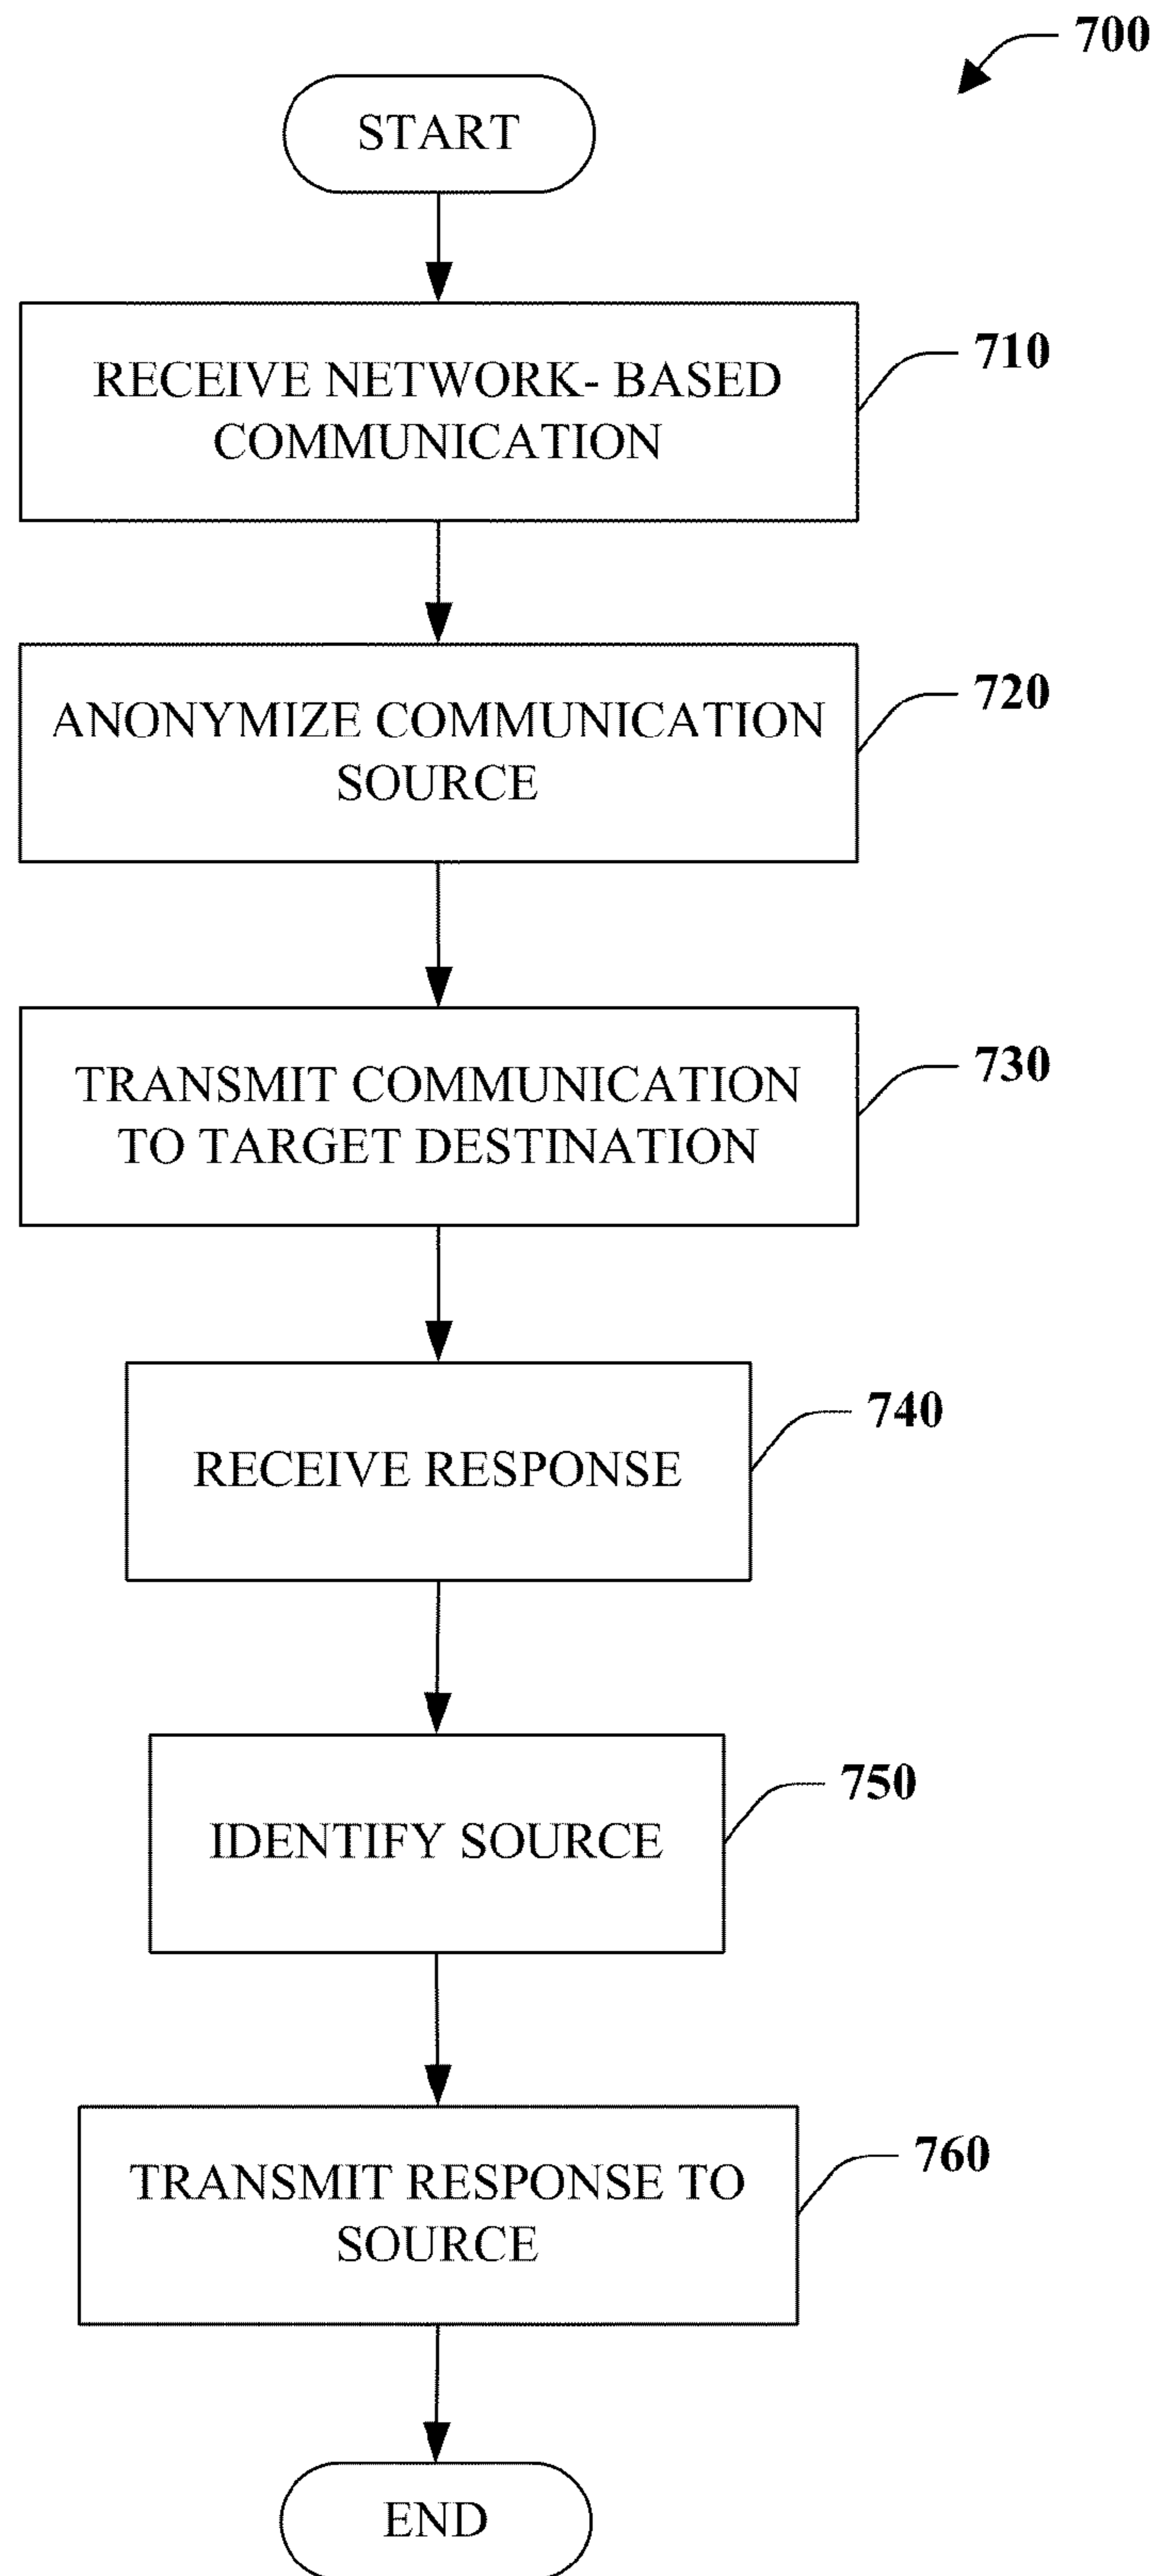 700
START
RECEIVE NETWORK- BASED
COMMUNICATION
710
ANONYMIZE COMMUNICATION
SOURCE
720
TRANSMIT COMMUNICATION
TO TARGET DESTINATION
730
RECEIVE RESPONSE
740
IDENTIFY SOURCE
750
TRANSMIT RESPONSE TO
SOURCE
760
END